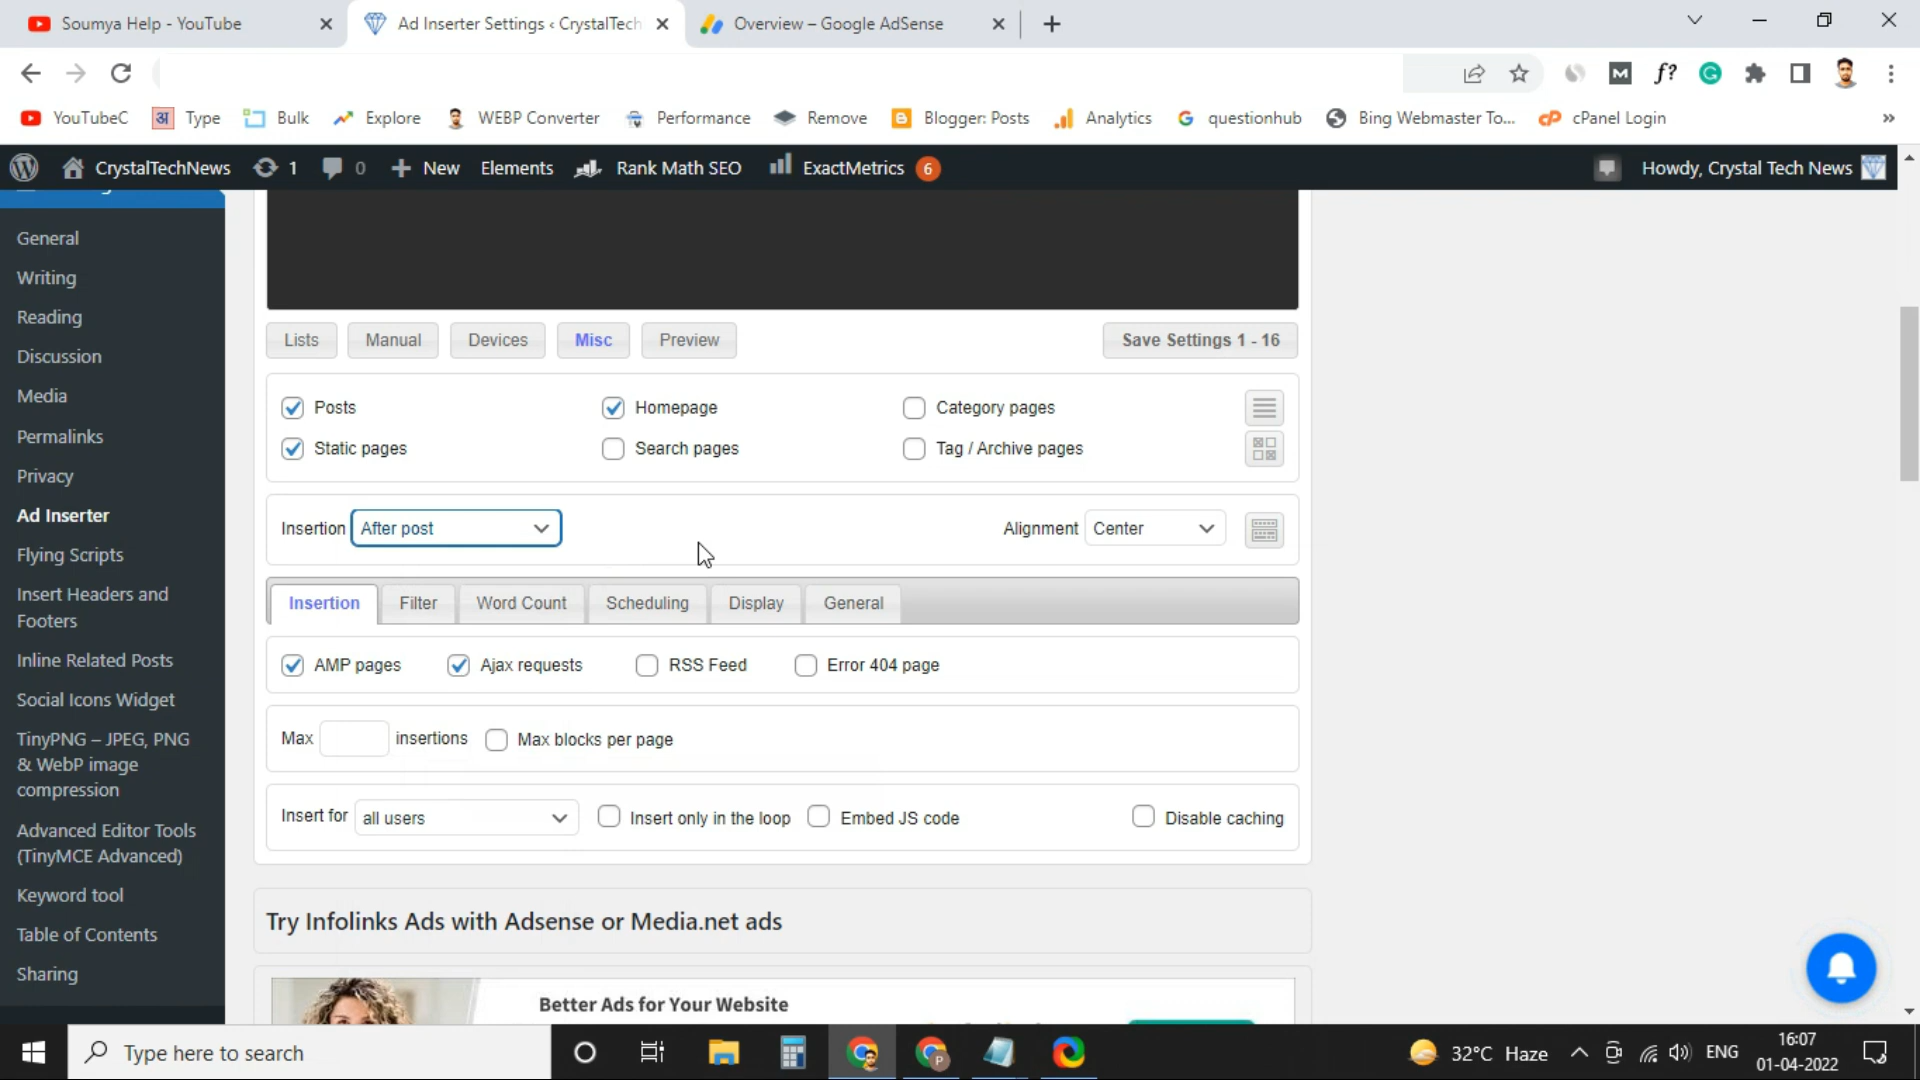 Soumya Help - YouTube
Ad Inserter Settings ‹ CrystalTech
Overview – Google AdSense
YouTubeC
अ Type
Bulk
Explore
WEBP Converter
Performance
Remove
Blogger: Posts
Analytics
questionhub
Bing Webmaster To...
cPanel Login
CrystalTechNews
1
0
New
Elements
Rank Math SEO
ExactMetrics 6
Howdy, Crystal Tech News
General
Writing
Reading
Discussion
Media
Permalinks
Privacy
Ad Inserter
Flying Scripts
Insert Headers and
Footers
Inline Related Posts
Social Icons Widget
TinyPNG – JPEG, PNG
& WebP image
compression
Advanced Editor Tools
(TinyMCE Advanced)
Keyword tool
Table of Contents
Sharing
Lists Manual Devices Misc Preview Save Settings 1 - 16
Posts Homepage Category pages
Static pages Search pages Tag / Archive pages
Insertion After post Alignment Center
Insertion Filter Word Count Scheduling Display General
AMP pages Ajax requests RSS Feed Error 404 page
Max insertions Max blocks per page
Insert for all users Insert only in the loop Embed JS code Disable caching
Try Infolinks Ads with Adsense or Media.net ads
Better Ads for Your Website
Type here to search
32°C Haze
ENG
16:07
01-04-2022